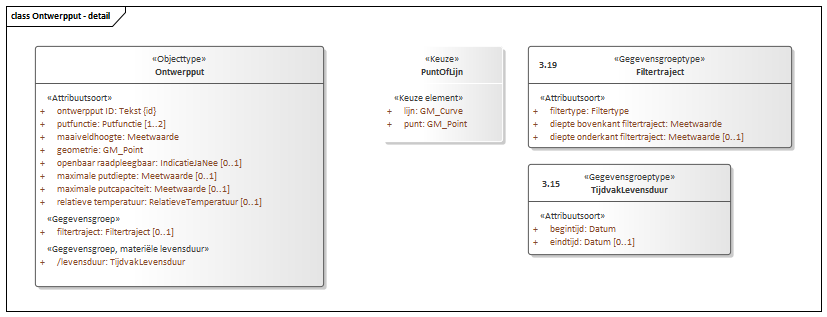 class Ontwerpput - detail
«Objecttype»
Ontwerpput
«Attribuutsoort»
+ ontwerpput ID: Tekst {id}
+ putfunctie: Putfunctie [1..2]
+ maaiveldhoogte: Meetwaarde
+ geometrie: GM_Point
+ openbaar raadpleegbaar: IndicatieJaNee [0..1]
+ maximale putdiepte: Meetwaarde [0..1]
+ maximale putcapaciteit: Meetwaarde [0..1]
+ relatieve temperatuur: RelatieveTemperatuur [0..1]
«Gegevensgroep»
+ filtertraject: Filtertraject [0..1]
«Gegevensgroep, materiële levensduur»
+ /levensduur: TijdvakLevensduur
«Keuze»
PuntOfLijn
«Keuze element»
+ lijn: GM_Curve
+ punt: GM_Point
3.19
«Gegevensgroeptype»
Filtertraject
«Attribuutsoort»
+ filtertype: Filtertype
+ diepte bovenkant filtertraject: Meetwaarde
+ diepte onderkant filtertraject: Meetwaarde [0..1]
3.15
«Gegevensgroeptype»
TijdvakLevensduur
«Attribuutsoort»
+ begintijd: Datum
+ eindtijd: Datum [0..1]